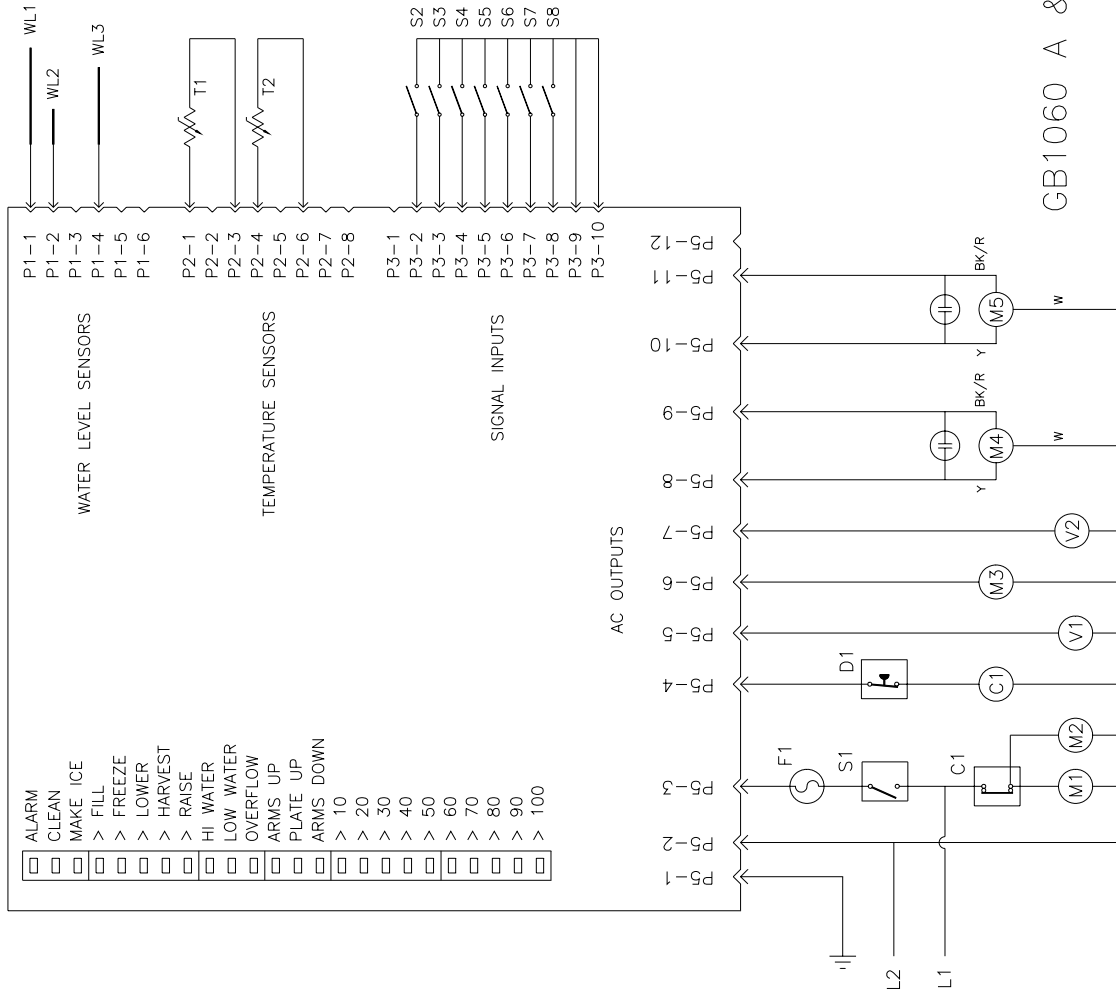 WL1
WL2
WL3
T1
T2
S2
S3
S4
S5
S6
S7
S8
P1-1
P1-2
P1-3
P1-4
P1-5
P1-6
P2-1
P2-2
P2-3
P2-4
P2-5
P2-6
P2-7
P2-8
P3-1
P3-2
P3-3
P3-4
P3-5
P3-6
P3-7
P3-8
P3-9
P3-10
WATER LEVEL SENSORS
TEMPERATURE SENSORS
SIGNAL INPUTS
AC OUTPUTS
ALARM
CLEAN
MAKE ICE
> FILL
> FREEZE
> LOWER
> HARVEST
> RAISE
HI WATER
LOW WATER
OVERFLOW
ARMS UP
PLATE UP
ARMS DOWN
> 10
> 20
> 30
> 40
> 50
> 60
> 70
> 80
> 90
> 100
P5-1
P5-2
P5-3
P5-4
P5-5
P5-6
P5-7
P5-8
P5-9
P5-10
P5-11
P5-12
L2
L1
F1
S1
C1
M1
M2
D1
C1
V1
M3
V2
Y
M4
BK/R
W
Y
M5
BK/R
W
GB1060 A &